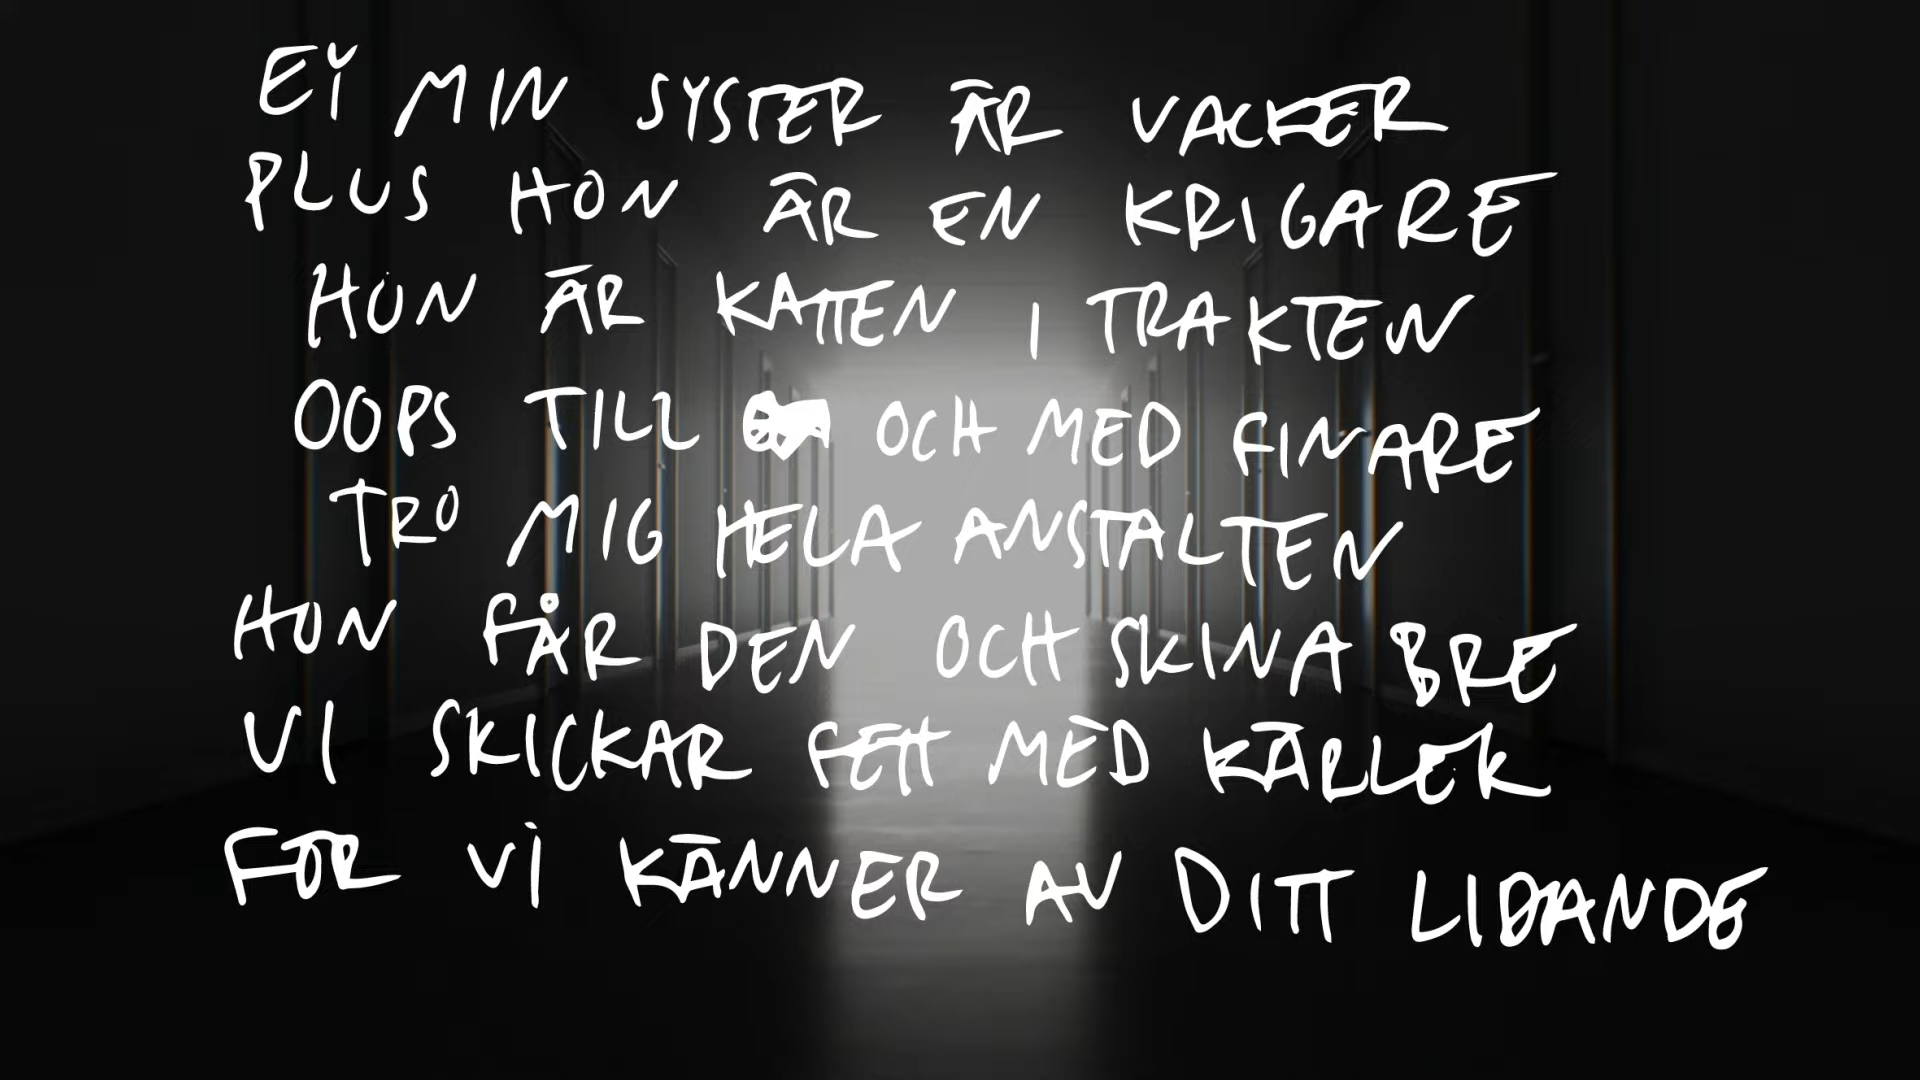 EY MIN SYSTER ÄR VACKER
PLUS HON ÄR EN KRIGARE
HON ÄR KATTEN I TRAKTEN
OOPS TILL OCH MED FINARE
TRO MIG HELA ANSTALTEN
HON FÅR DEN OCH SKINA BRE
VI SKICKAR FETT MED KÄRLEK
FÖR VI KÄNNER AV DITT LIDANDE